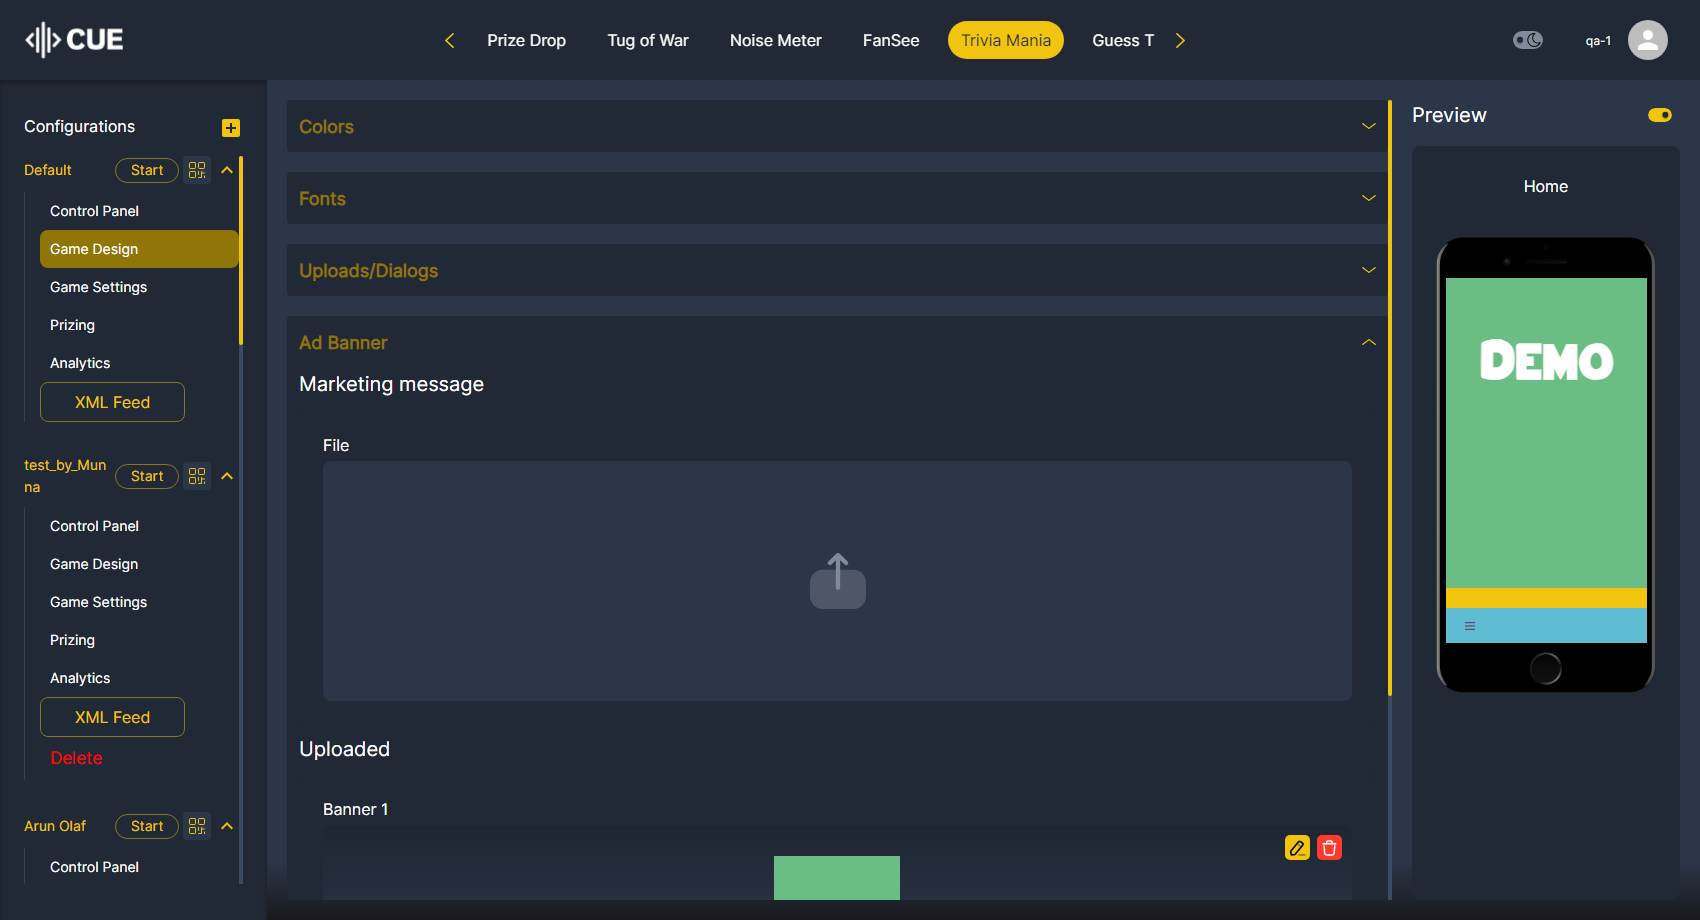 CUE
Prize Drop
Tug of War
Noise Meter
FanSee
Trivia Mania
Guess T
qa-1
Configurations
Default
Start
Control Panel
Game Design
Game Settings
Prizing
Analytics
XML Feed
test_by_Mun
na
Start
Control Panel
Game Design
Game Settings
Prizing
Analytics
XML Feed
Delete
Arun Olaf
Start
Control Panel
Colors
Fonts
Uploads/Dialogs
Ad Banner
Marketing message
File
Uploaded
Banner 1
Preview
Home
DEMO